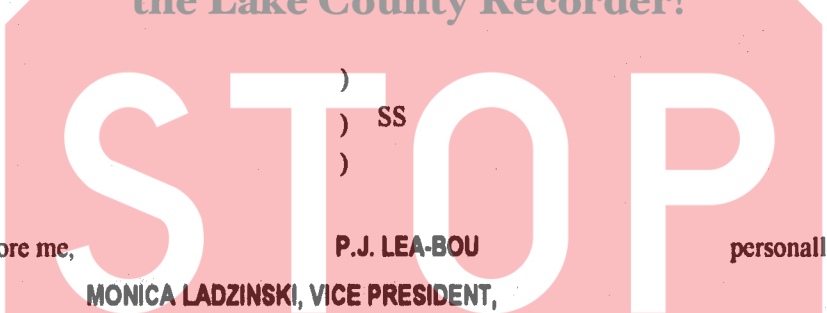 the Lake County Recorder!
)
) SS
)
STOP
ore me, P.J. LEA-BOU personall
MONICA LADZINSKI, VICE PRESIDENT,